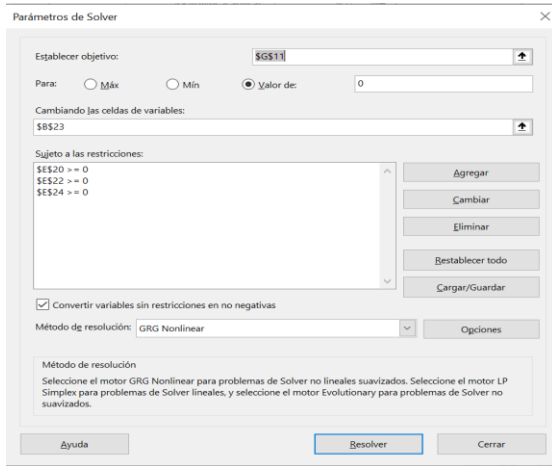 Parámetros de Solver
Establecer objetivo: $G$11
Para: Máx Mín Valor de: 0
Cambiando las celdas de variables:
$B$23
Sujeto a las restricciones:
$E$20 >= 0
$E$22 >= 0
$E$24 >= 0
Agregar
Cambiar
Eliminar
Restablecer todo
Cargar/Guardar
Convertir variables sin restricciones en no negativas
Método de resolución: GRG Nonlinear Opciones
Método de resolución
Seleccione el motor GRG Nonlinear para problemas de Solver no lineales suavizados. Seleccione el motor LP
Simplex para problemas de Solver lineales, y seleccione el motor Evolutionary para problemas de Solver no
suavizados.
Ayuda Resolver Cerrar